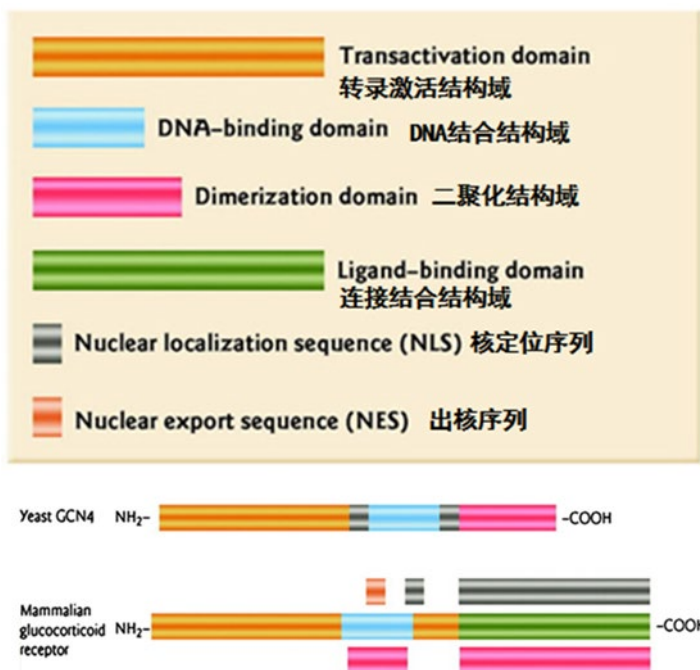 Transactivation domain
转录激活结构域
DNA-binding domain DNA结合结构域
Dimerization domain 二聚化结构域
Ligand-binding domain
连接结合结构域
Nuclear localization sequence (NLS) 核定位序列
Nuclear export sequence (NES) 出核序列
Yeast GCN4 NH₂– –COOH
Mammalian
glucocorticoid NH₂– –COOH
receptor